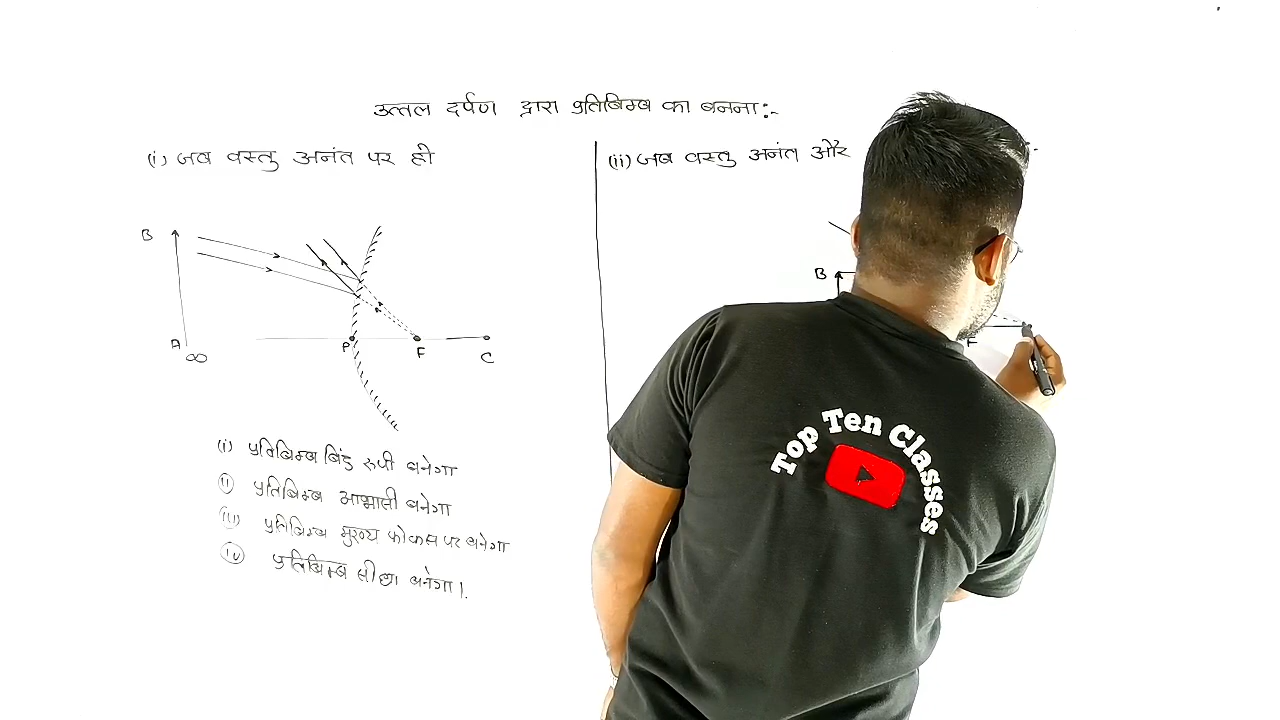 उत्तल दर्पण द्वारा प्रतिबिम्ब का बनना :-
(i) जब वस्तु अनंत पर हो
B
A
∞
P
F
C
(i) प्रतिबिम्ब बिंदु रूपी बनेगा
(ii) प्रतिबिम्ब आभासी बनेगा
(iii) प्रतिबिम्ब मुख्य फोकस पर बनेगा
(iv) प्रतिबिम्ब सीधा बनेगा।
(ii) जब वस्तु अनंत और
B
F
Top Ten Classes